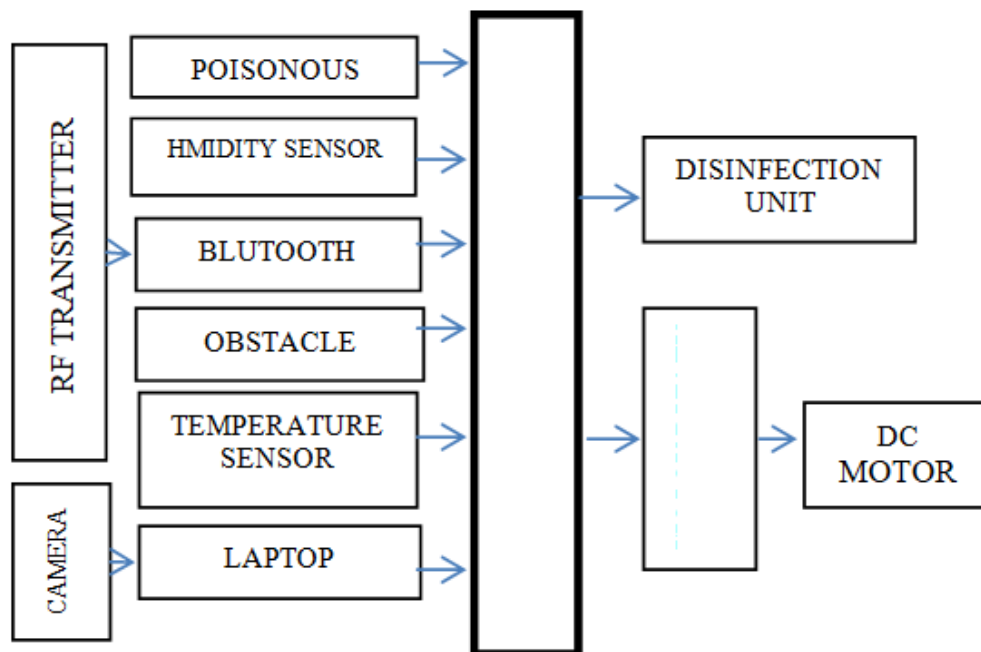 RF TRANSMITTER
POISONOUS
HMIDITY SENSOR
BLUTOOTH
OBSTACLE
TEMPERATURE
SENSOR
CAMERA
LAPTOP
DISINFECTION
UNIT
DC
MOTOR